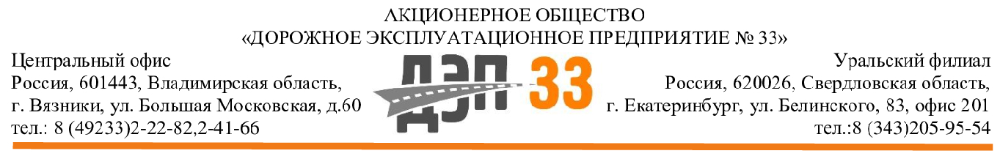 АКЦИОНЕРНОЕ ОБЩЕСТВО
«ДОРОЖНОЕ ЭКСПЛУАТАЦИОННОЕ ПРЕДПРИЯТИЕ № 33»
Центральный офис
Россия, 601443, Владимирская область,
г. Вязники, ул. Большая Московская, д.60
тел.: 8 (49233)2-22-82,2-41-66
ДЭП 33
Уральский филиал
Россия, 620026, Свердловская область,
г. Екатеринбург, ул. Белинского, 83, офис 201
тел.:8 (343)205-95-54